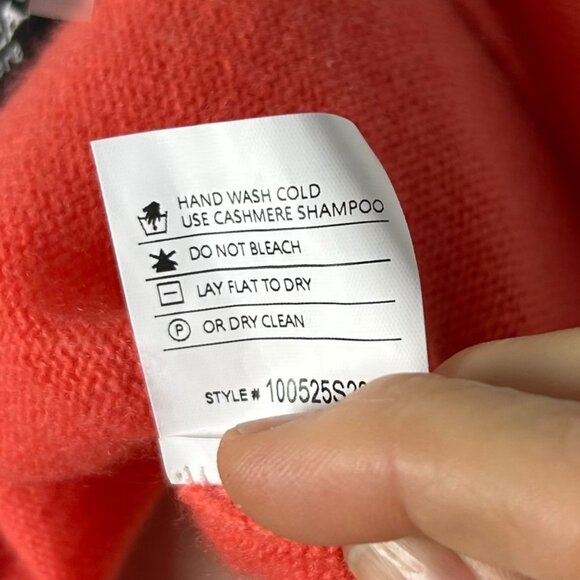 HAND WASH COLD
USE CASHMERE SHAMPOO
DO NOT BLEACH
LAY FLAT TO DRY
P
OR DRY CLEAN
STYLE# 100525S